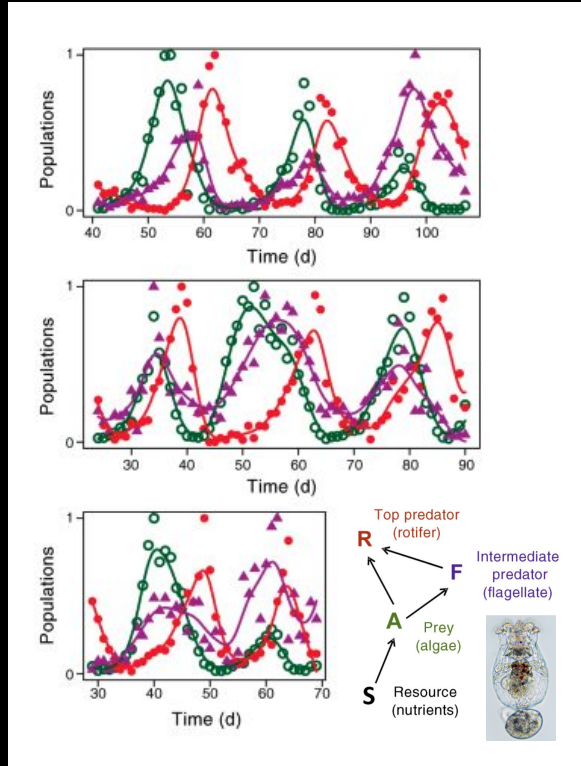 1
Populations
0
40 50 60 70 80 90 100
Time (d)
1
Populations
0
30 40 50 60 70 80 90
Time (d)
1
Populations
0
30 40 50 60 70
Time (d)
Top predator
(rotifer)
R
F
Intermediate
predator
(flagellate)
A
Prey
(algae)
S
Resource
(nutrients)